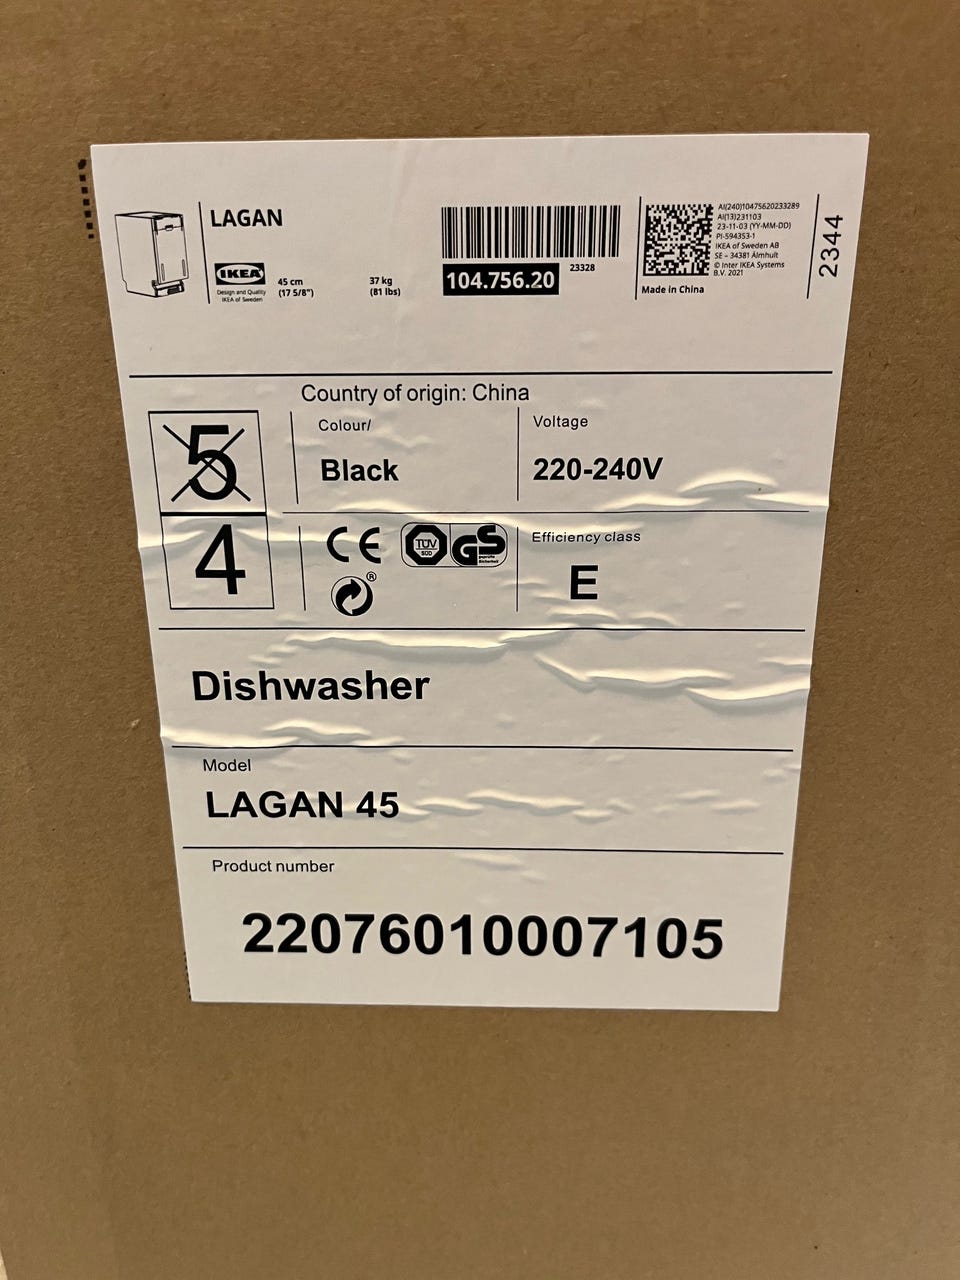 LAGAN
IKEA
Design and Quality
IKEA of Sweden
45 cm
(17 5/8")
37 kg
(81 lbs)
104.756.20
23328
AI(240)10475620233289
AI(13)231103
23-11-03 (YY-MM-DD)
PI-594353-1
IKEA of Sweden AB
SE – 34381 Älmhult
© Inter IKEA Systems
B.V. 2021
Made in China
2344
Country of origin: China
5
Colour/
Black
Voltage
220-240V
4
CE
TÜV
SÜD
GS
geprüfte
Sicherheit
®
Efficiency class
E
Dishwasher
Model
LAGAN 45
Product number
22076010007105